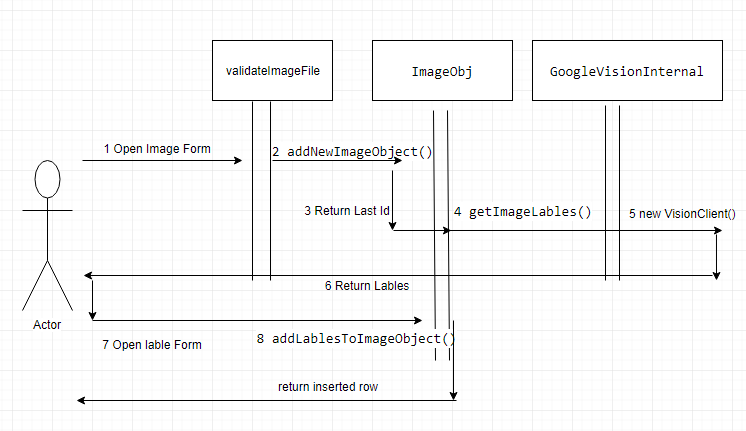 validateImageFile
ImageObj
GoogleVisionInternal
1 Open Image Form
2 addNewImageObject()
3 Return Last Id
4 getImageLables()
5 new VisionClient()
6 Return Lables
Actor
7 Open lable Form
8 addLablesToImageObject()
return inserted row